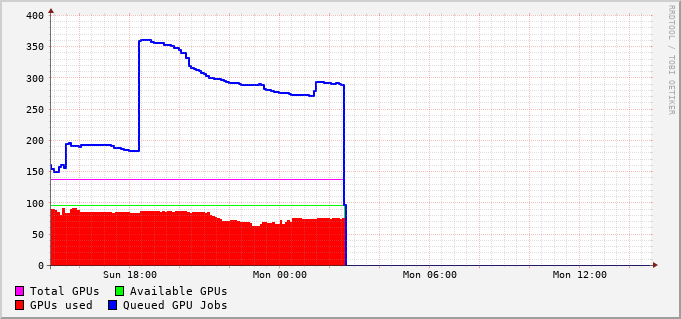 400
350
300
250
200
150
100
50
0
Sun 18:00 Mon 00:00 Mon 06:00 Mon 12:00
Total GPUs Available GPUs
GPUs used Queued GPU Jobs
RRDTOOL / TOBI OETIKER